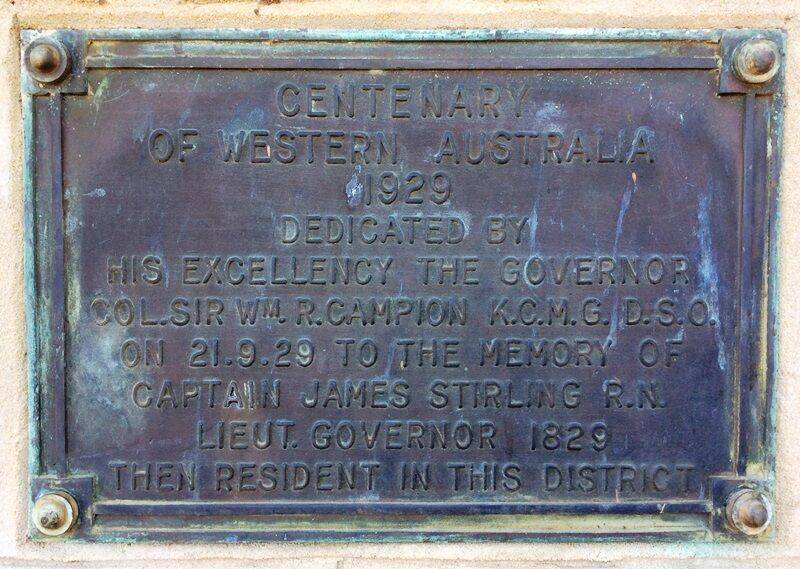 CENTENARY
OF WESTERN AUSTRALIA
1929
DEDICATED BY
HIS EXCELLENCY THE GOVERNOR
COL. SIR WM. R. CAMPION K.C.M.G. D.S.O.
ON 21.9.29 TO THE MEMORY OF
CAPTAIN JAMES STIRLING R.N.
LIEUT. GOVERNOR 1829
THEN RESIDENT IN THIS DISTRICT